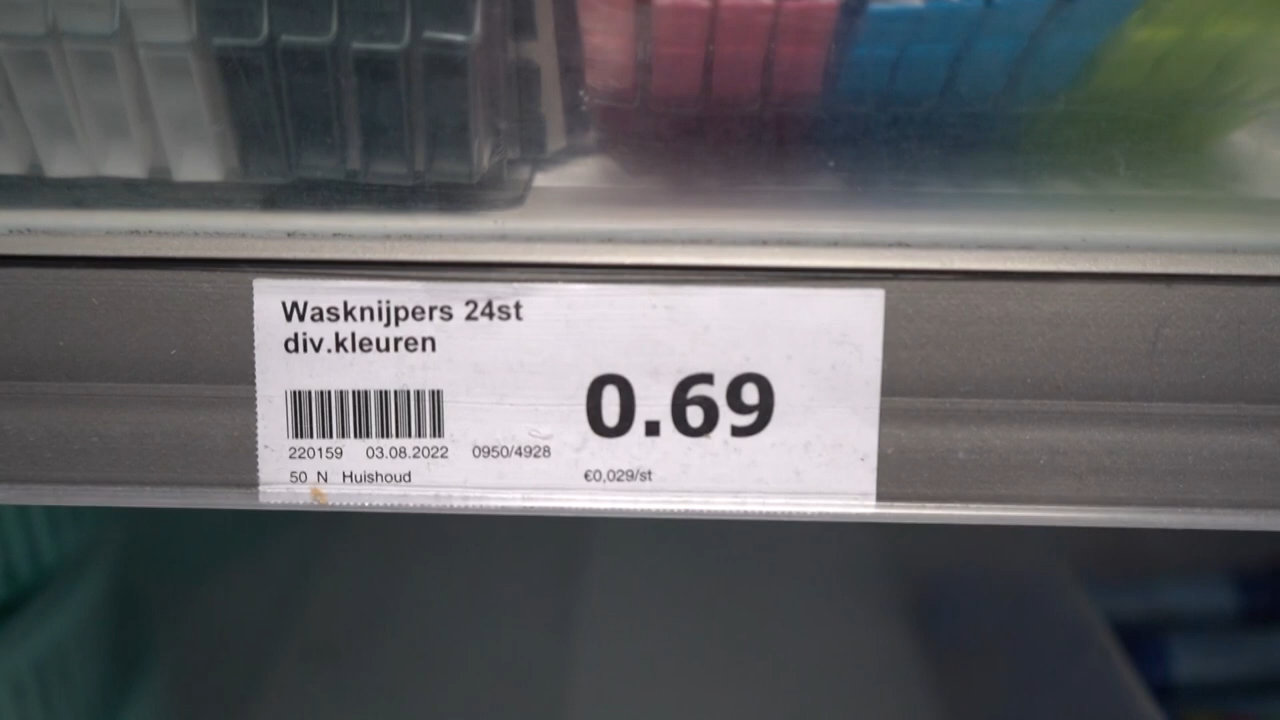 Wasknijpers 24st
div.kleuren
0.69
220159 03.08.2022 0950/4928
50 N Huishoud
€0,029/st